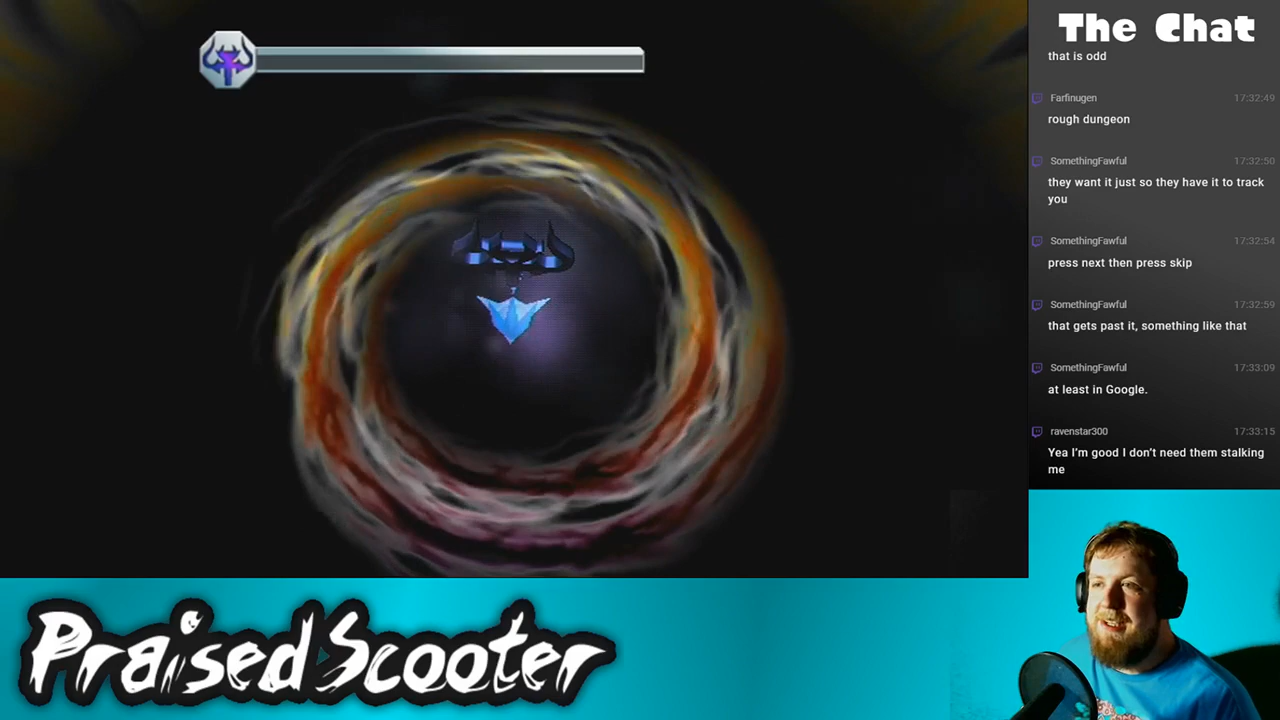 The Chat
that is odd
Farfinugen 17:32:49
rough dungeon
SomethingFawful 17:32:50
they want it just so they have it to track
you
SomethingFawful 17:32:54
press next then press skip
SomethingFawful 17:32:59
that gets past it, something like that
SomethingFawful 17:33:09
at least in Google.
ravenstar300 17:33:15
Yea I'm good I don't need them stalking
me
PraisedScooter